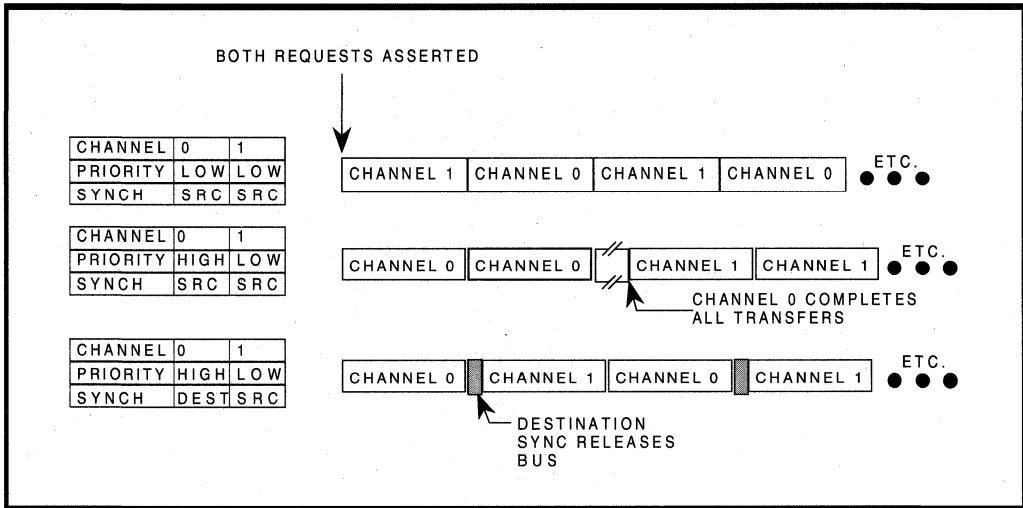 BOTH REQUESTS ASSERTED
CHANNEL 0 1
PRIORITY LOW LOW
SYNCH SRC SRC
CHANNEL 1 CHANNEL 0 CHANNEL 1 CHANNEL 0 ETC.
CHANNEL 0 1
PRIORITY HIGH LOW
SYNCH SRC SRC
CHANNEL 0 CHANNEL 0 CHANNEL 1 CHANNEL 1 ETC.
CHANNEL 0 COMPLETES
ALL TRANSFERS
CHANNEL 0 1
PRIORITY HIGH LOW
SYNCH DEST SRC
CHANNEL 0 CHANNEL 1 CHANNEL 0 CHANNEL 1 ETC.
DESTINATION
SYNC RELEASES
BUS